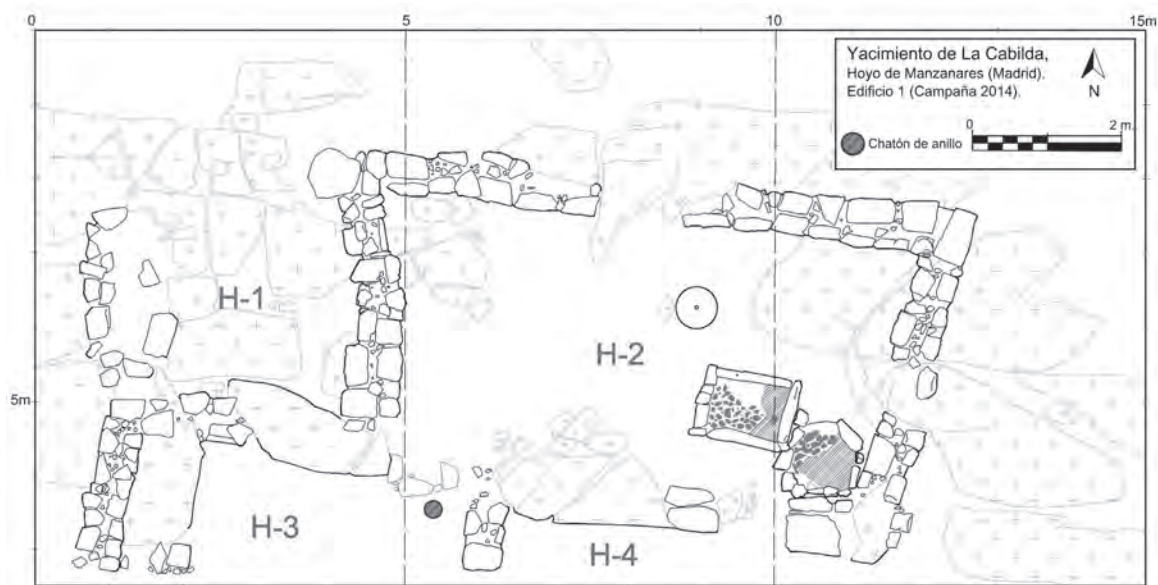 0 5 10 15m
Yacimiento de La Cabilda,
Hoyo de Manzanares (Madrid).
Edificio 1 (Campaña 2014).
N
0 2 m.
Chatón de anillo
H-1
H-2
5m
H-3
H-4